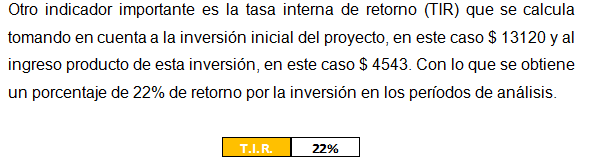 Otro indicador importante es la tasa interna de retorno (TIR) que se calcula
tomando en cuenta a la inversión inicial del proyecto, en este caso $ 13120 y al
ingreso producto de esta inversión, en este caso $ 4543. Con lo que se obtiene
un porcentaje de 22% de retorno por la inversión en los períodos de análisis.
T.I.R. 22%